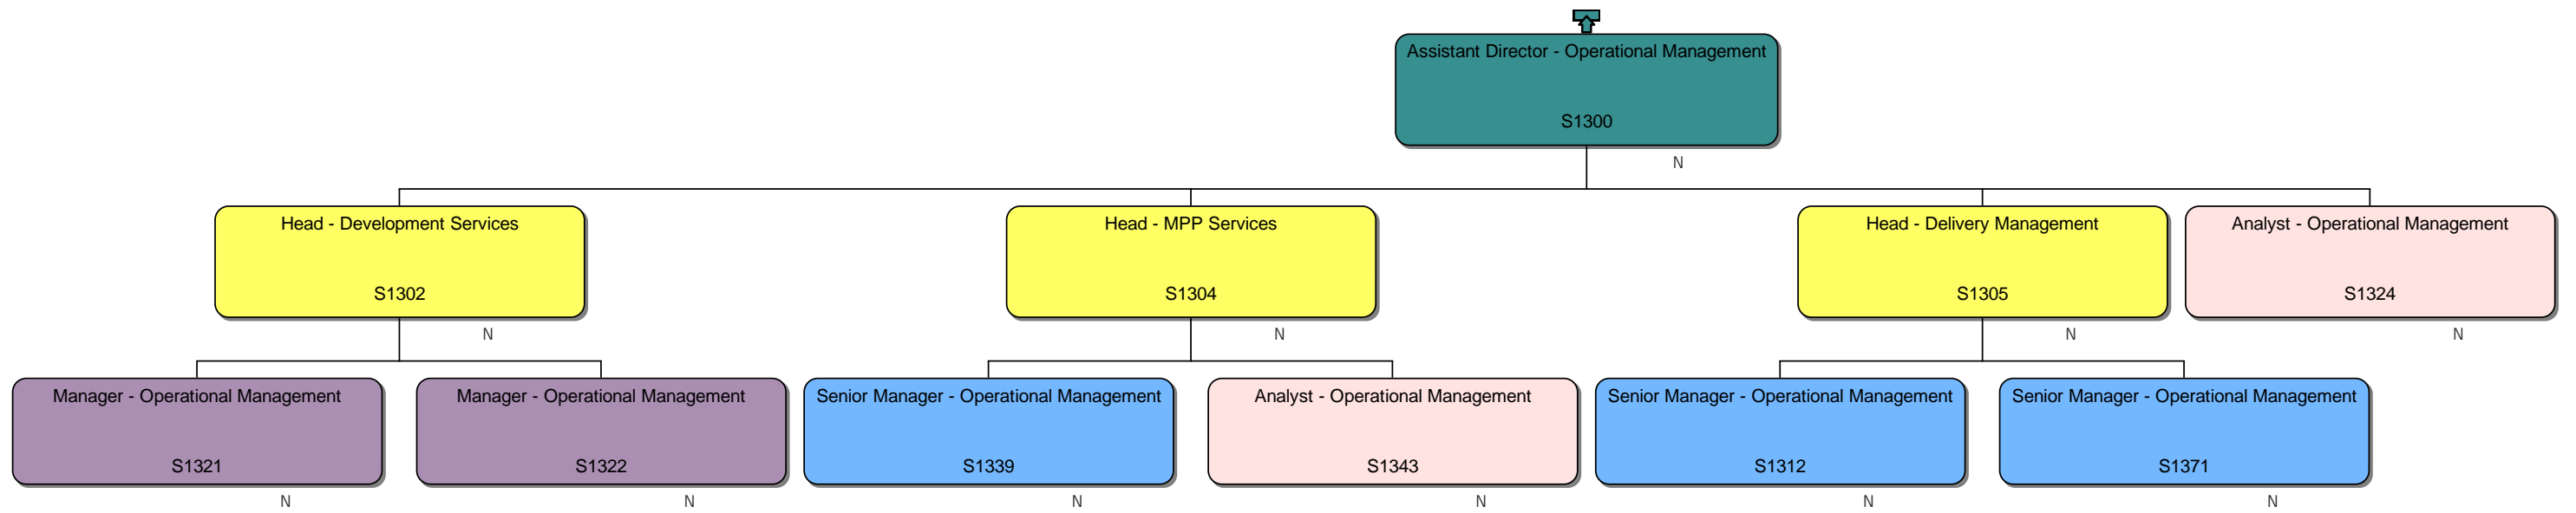 Assistant Director - Operational Management
S1300
N
Head - Development Services
S1302
N
Head - MPP Services
S1304
N
Head - Delivery Management
S1305
N
Analyst - Operational Management
S1324
N
Manager - Operational Management
S1321
N
Manager - Operational Management
S1322
N
Senior Manager - Operational Management
S1339
N
Analyst - Operational Management
S1343
N
Senior Manager - Operational Management
S1312
N
Senior Manager - Operational Management
S1371
N